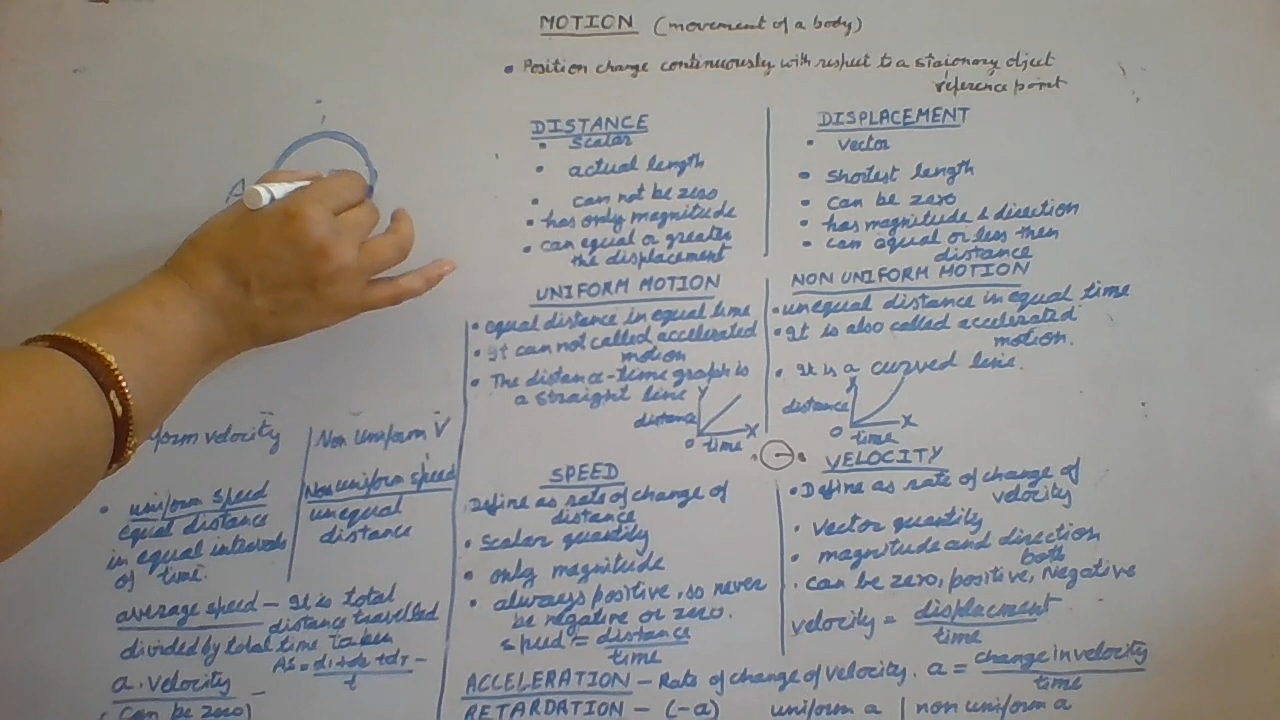 MOTION (movement of a body)
• Position change continuously with respect to a staionary object
reference point
DISTANCE
• Scalar
• actual length
• can not be zero
• has only magnitude
• can equal or greater
the displacement
DISPLACEMENT
• Vector
• Shortest length
• can be zero
• has magnitude & direction
• can equal or less then
distance
A
UNIFORM MOTION
• equal distance in equal time
• It can not called accelerated
motion
• The distance-time graph is
a straight line
Y
distance
O time X
NON UNIFORM MOTION
• unequal distance in equal time
• It is also called accelerated
motion.
• It is a curved line.
Y
distance
O time X
form velocity
• uniform speed
equal distance
in equal intervals
of time.
Non Uniform V
Non uniform speed
unequal
distance
average speed - It is total
distance travelled
divided by total time taken
AS = d1+d2+dT
t
a. velocity -
(can be zero)
SPEED
Define as rate of change of
distance
• Scalar quantity
• only magnitude
• always positive, so never
be negative or zero.
speed = distance
time
VELOCITY
• Define as rate of change of
velocity
• vector quantity
• magnitude and direction
both
• can be zero, positive, Negative
velocity = displacment
time
ACCELERATION - Rate of change of velocity. a = change in velocity
time
RETARDATION - (-a) uniform a | non uniform a